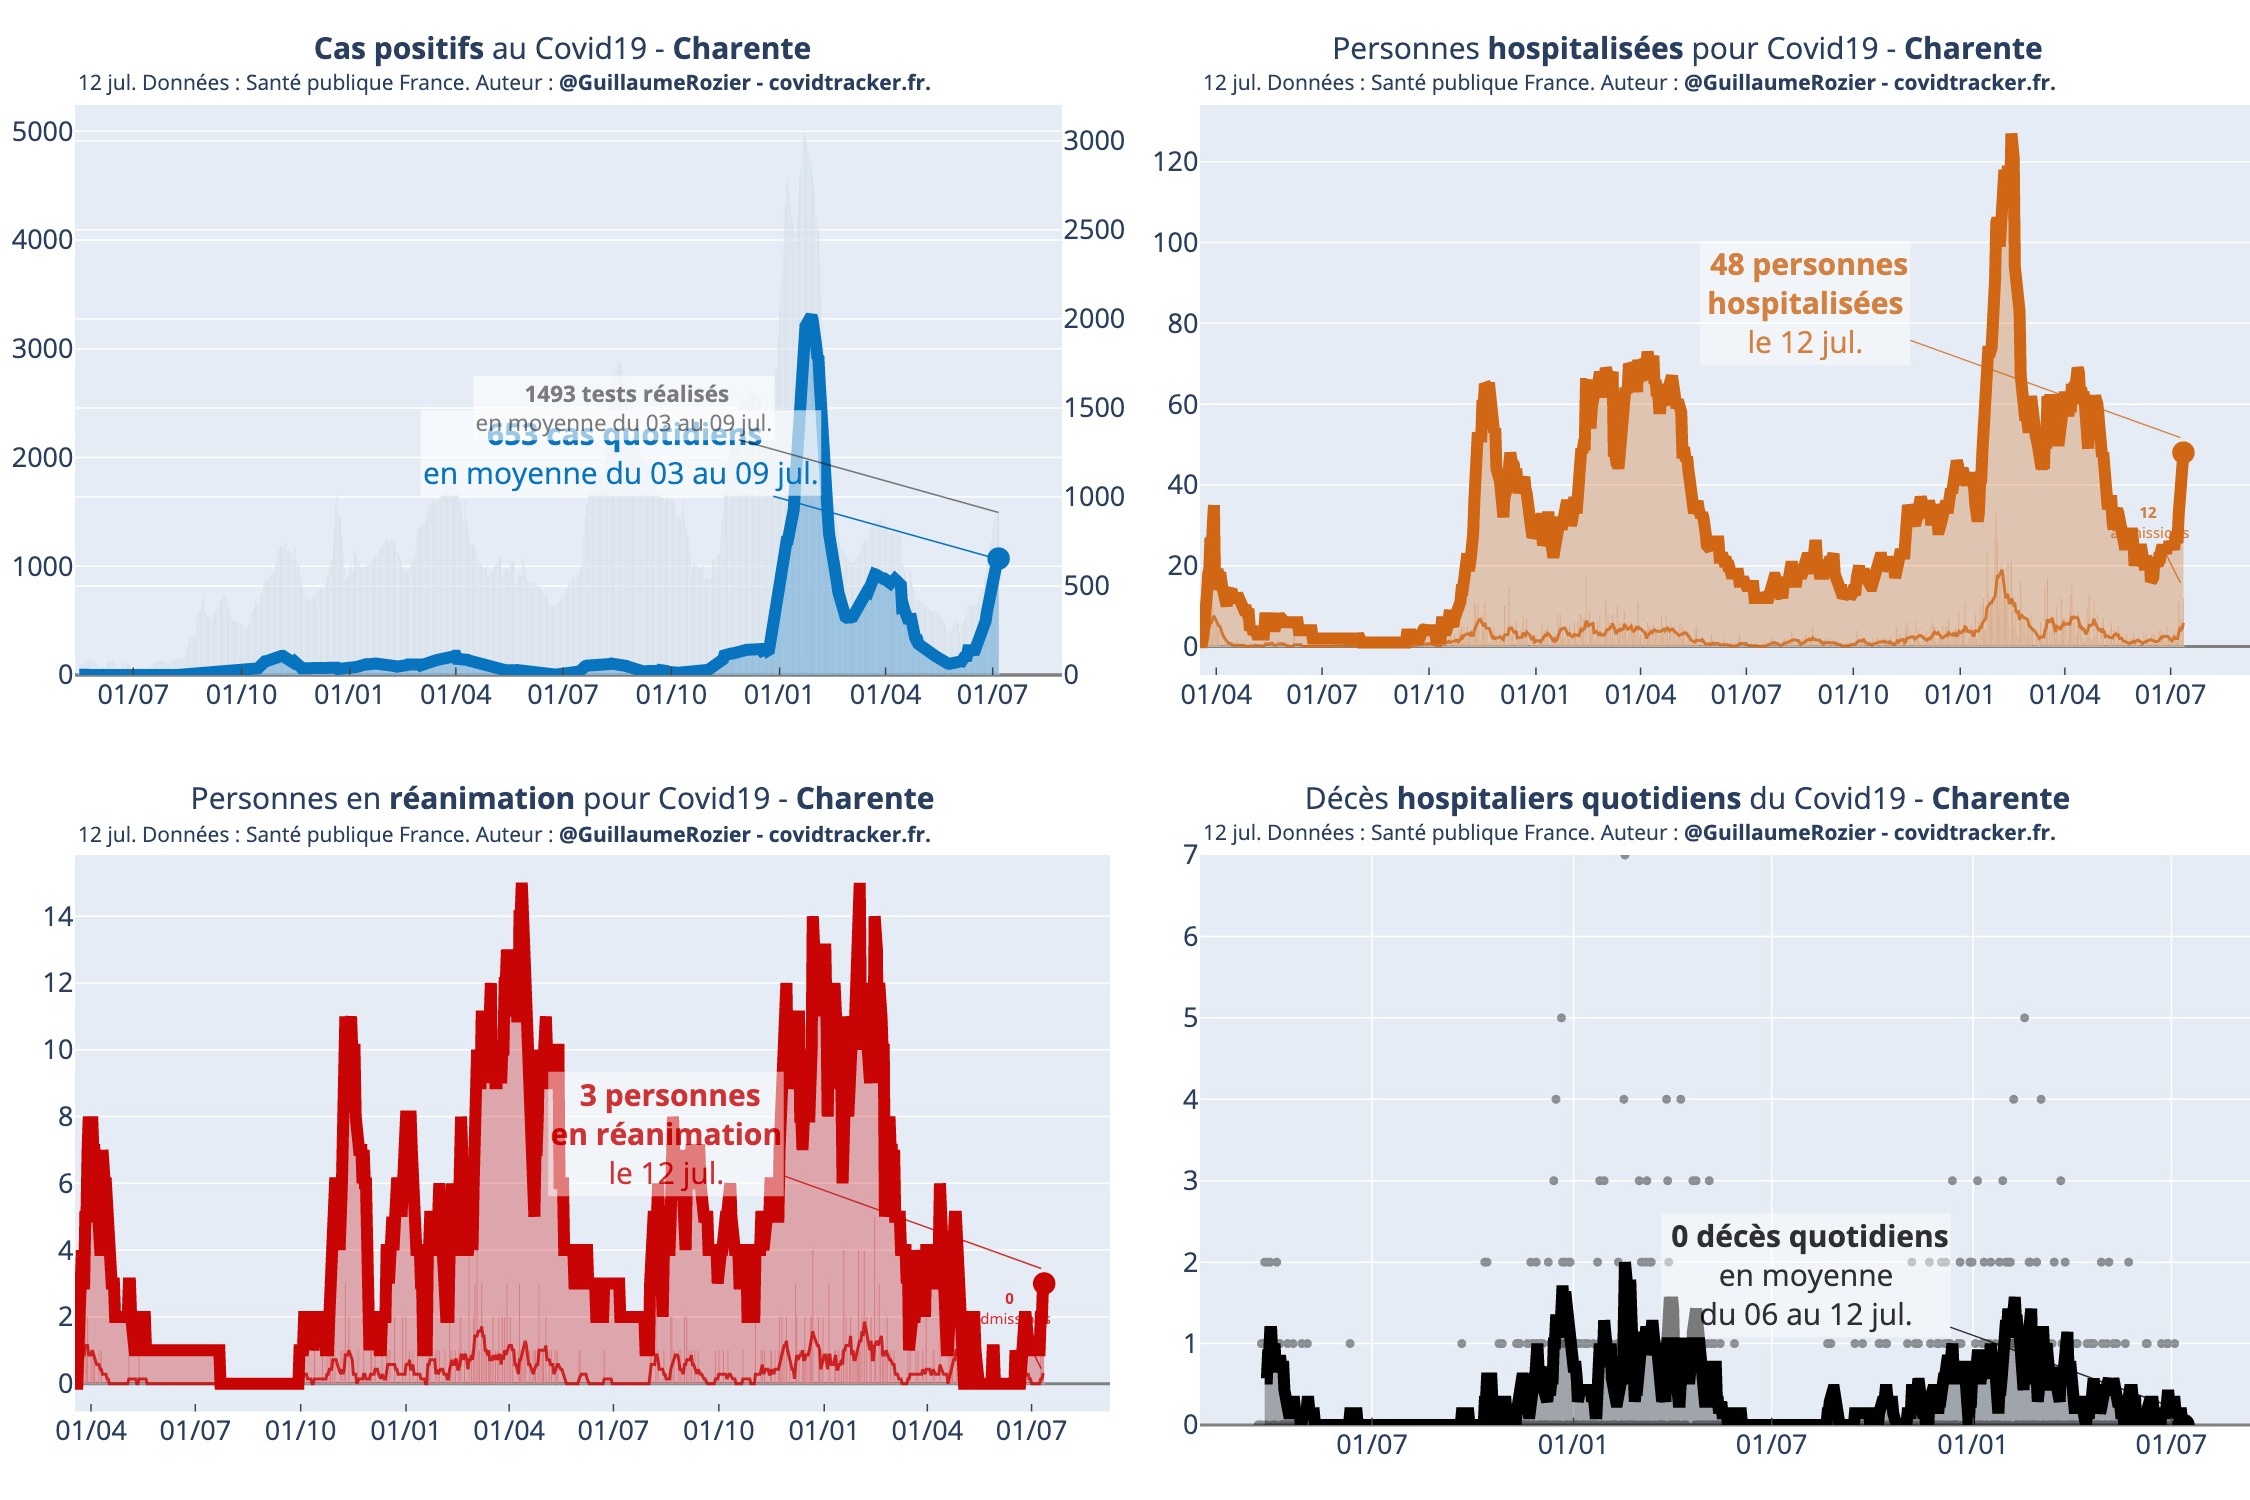 Cas positifs au Covid19 - Charente
12 jul. Données : Santé publique France. Auteur : @GuillaumeRozier - covidtracker.fr.
5000
4000
3000
2000
1000
0
3000
2500
2000
1500
1000
500
0
1493 tests réalisés
en moyenne du 03 au 09 jul.
653 cas quotidiens
en moyenne du 03 au 09 jul.
01/07 01/10 01/01 01/04 01/07 01/10 01/01 01/04 01/07
Personnes hospitalisées pour Covid19 - Charente
12 jul. Données : Santé publique France. Auteur : @GuillaumeRozier - covidtracker.fr.
120
100
80
60
40
20
0
48 personnes
hospitalisées
le 12 jul.
12
admissions
01/04 01/07 01/10 01/01 01/04 01/07 01/10 01/01 01/04 01/07
Personnes en réanimation pour Covid19 - Charente
12 jul. Données : Santé publique France. Auteur : @GuillaumeRozier - covidtracker.fr.
14
12
10
8
6
4
2
0
3 personnes
en réanimation
le 12 jul.
0
admissions
01/04 01/07 01/10 01/01 01/04 01/07 01/10 01/01 01/04 01/07
Décès hospitaliers quotidiens du Covid19 - Charente
12 jul. Données : Santé publique France. Auteur : @GuillaumeRozier - covidtracker.fr.
7
6
5
4
3
2
1
0
0 décès quotidiens
en moyenne
du 06 au 12 jul.
01/07 01/01 01/07 01/01 01/07